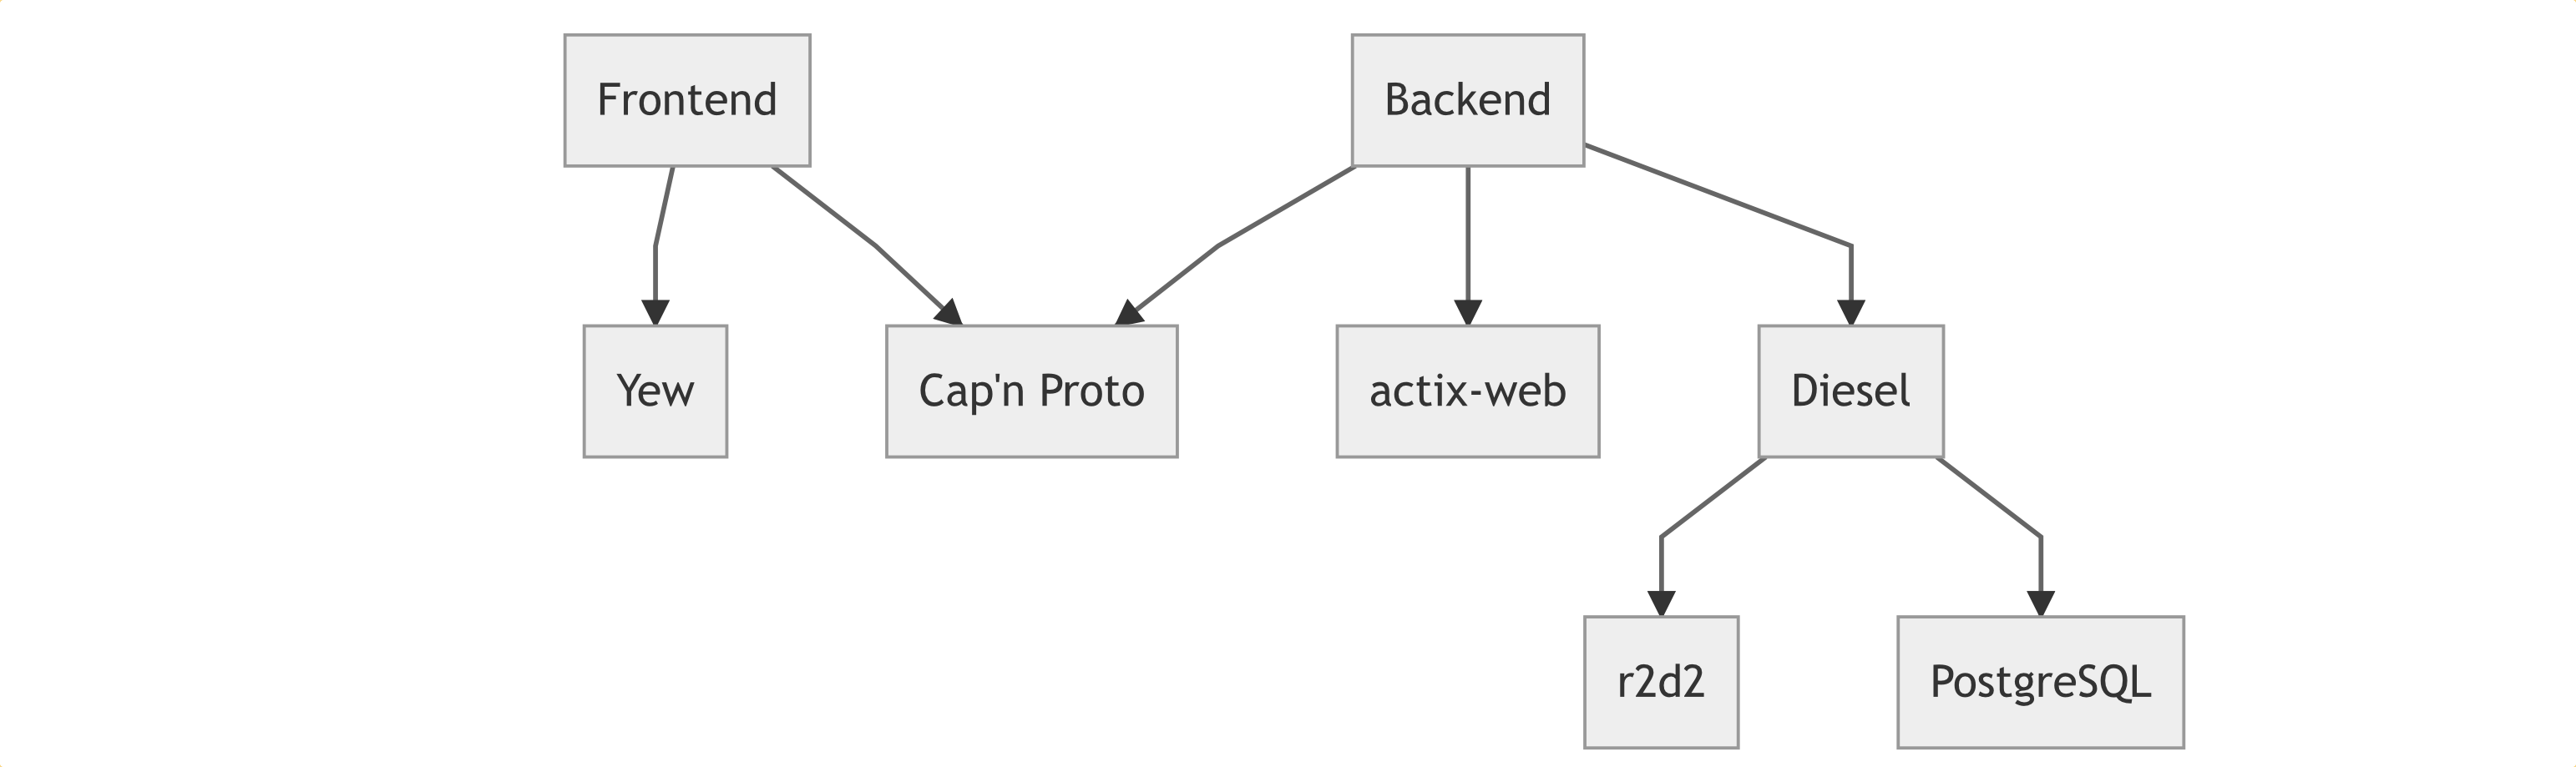 Frontend
Backend
Yew
Cap'n Proto
actix-web
Diesel
r2d2
PostgreSQL